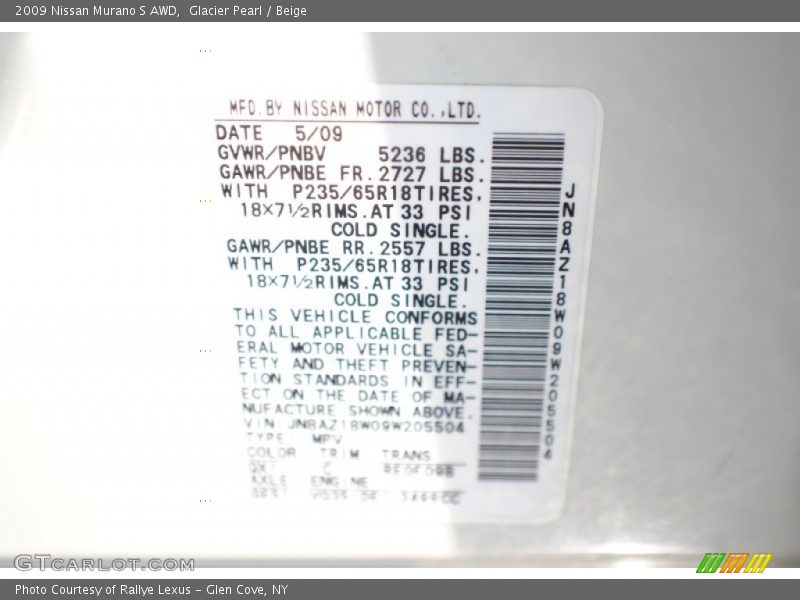 2009 Nissan Murano S AWD, Glacier Pearl / Beige
MFD.BY NISSAN MOTOR CO.,LTD.
DATE 5/09
GVWR/PNBV 5236 LBS.
GAWR/PNBE FR.2727 LBS.
WITH P235/65R18TIRES,
18×7½RIMS.AT 33 PSI
COLD SINGLE.
GAWR/PNBE RR.2557 LBS.
WITH P235/65R18TIRES,
18×7½RIMS.AT 33 PSI
COLD SINGLE.
THIS VEHICLE CONFORMS
TO ALL APPLICABLE FED-
ERAL MOTOR VEHICLE SA-
FETY AND THEFT PREVEN-
TION STANDARDS IN EFF-
ECT ON THE DATE OF MA-
NUFACTURE SHOWN ABOVE.
VIN:JN8AZ18W09W205504
TYPE: MPV
COLOR TRIM TRANS
QX1 C
AXLE ENGINE
JN8AZ18W09W205504
GTCARLOT.COM
Photo Courtesy of Rallye Lexus - Glen Cove, NY